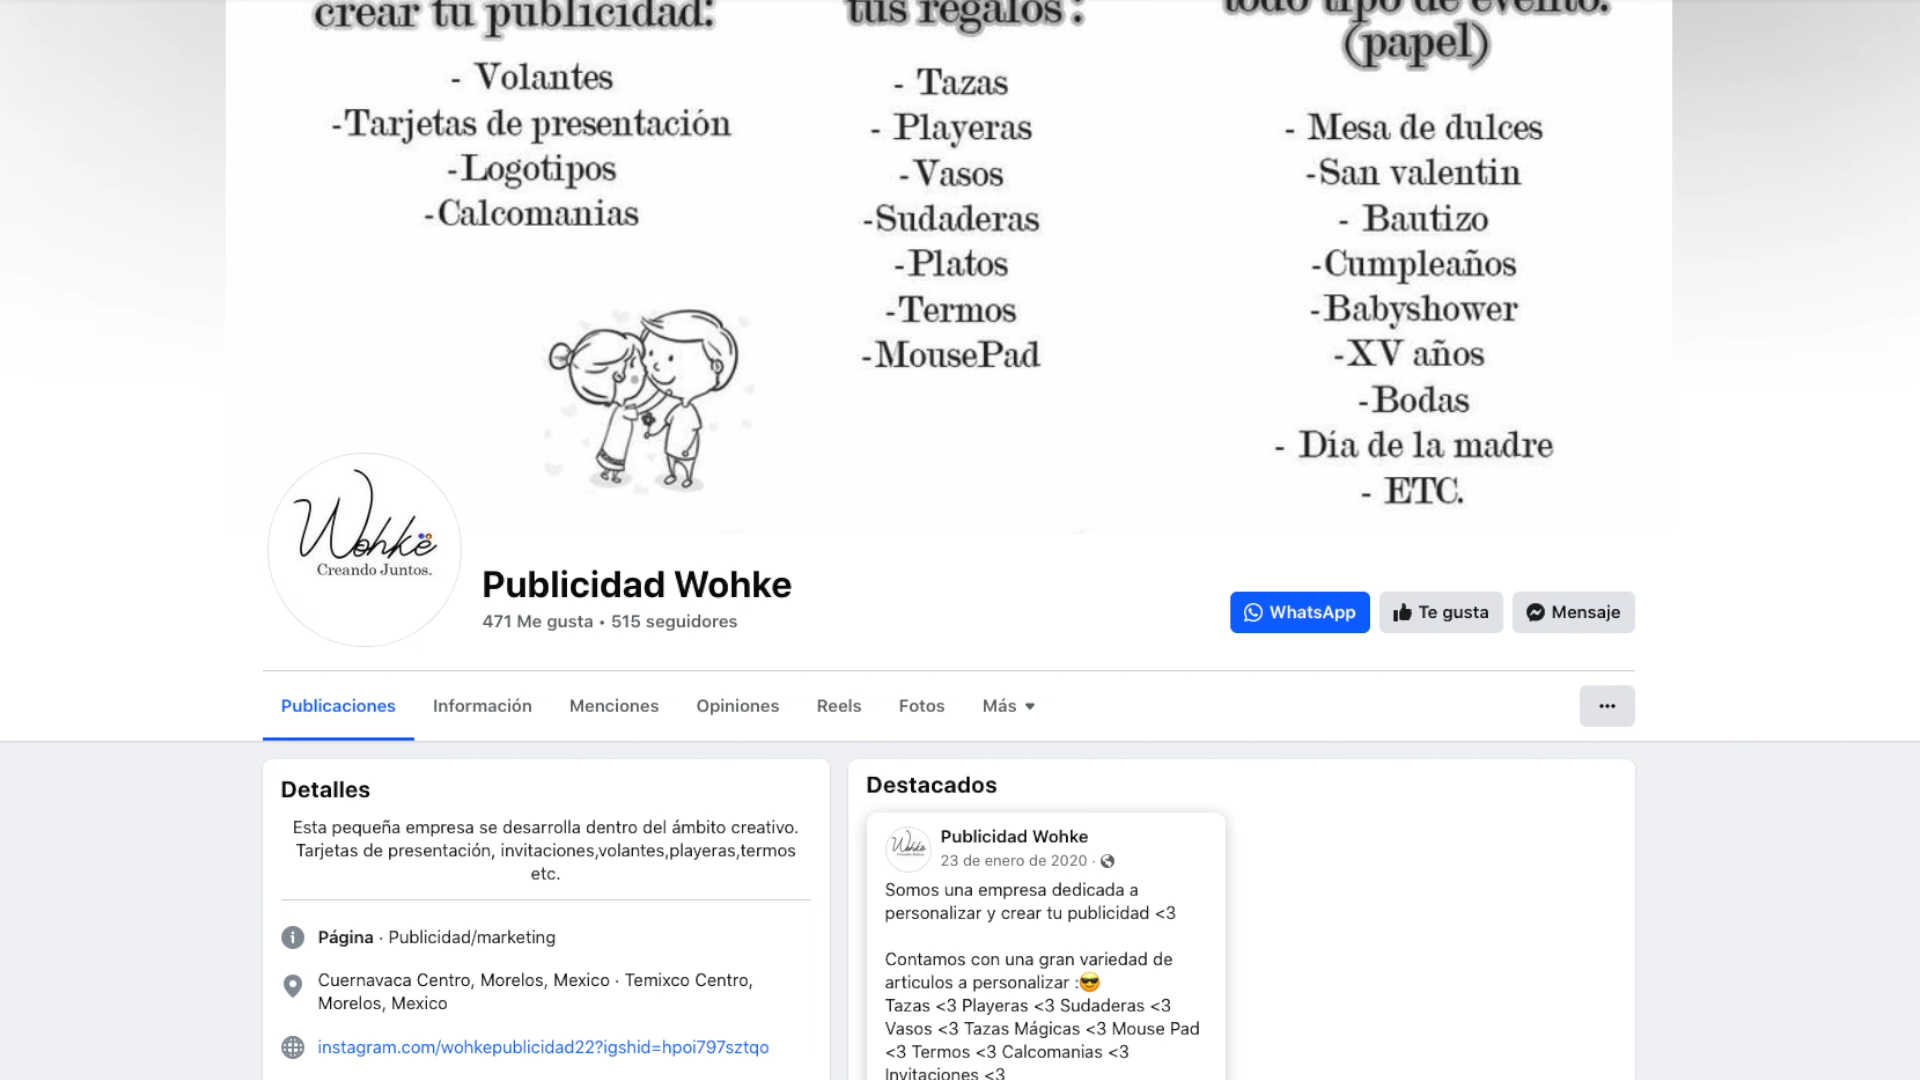 crear tu publicidad:
- Volantes
-Tarjetas de presentación
-Logotipos
-Calcomanias
tus regalos :
- Tazas
- Playeras
-Vasos
-Sudaderas
-Platos
-Termos
-MousePad
todo tipo de evento.
(papel)
- Mesa de dulces
-San valentin
- Bautizo
-Cumpleaños
-Babyshower
-XV años
-Bodas
- Día de la madre
- ETC.
Wohke
Creando Juntos.
Publicidad Wohke
471 Me gusta • 515 seguidores
WhatsApp
Te gusta
Mensaje
Publicaciones
Información
Menciones
Opiniones
Reels
Fotos
Más
Detalles
Esta pequeña empresa se desarrolla dentro del ámbito creativo.
Tarjetas de presentación, invitaciones,volantes,playeras,termos
etc.
Página · Publicidad/marketing
Cuernavaca Centro, Morelos, Mexico · Temixco Centro,
Morelos, Mexico
instagram.com/wohkepublicidad22?igshid=hpoi797sztqo
Destacados
Wohke
Publicidad Wohke
23 de enero de 2020 ·
Somos una empresa dedicada a
personalizar y crear tu publicidad <3
Contamos con una gran variedad de
articulos a personalizar :😎
Tazas <3 Playeras <3 Sudaderas <3
Vasos <3 Tazas Mágicas <3 Mouse Pad
<3 Termos <3 Calcomanias <3
Invitaciones <3